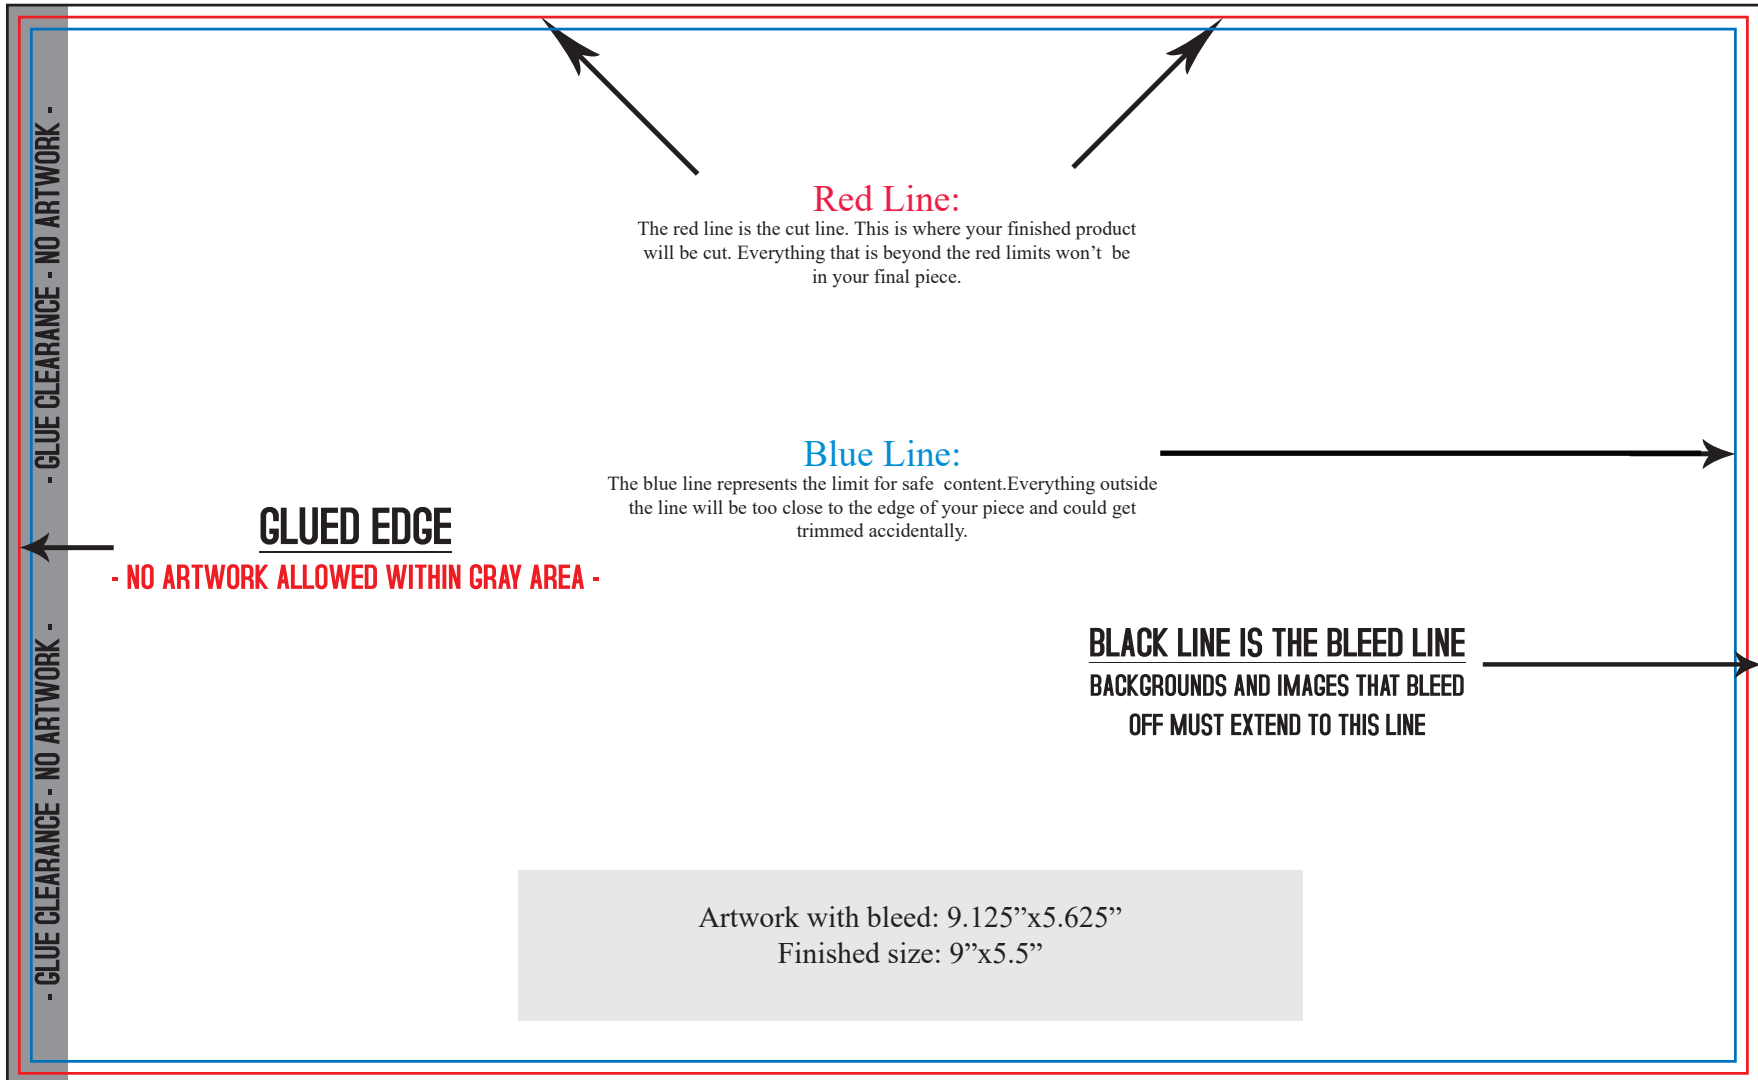 - GLUE CLEARANCE - NO ARTWORK -
Red Line:
The red line is the cut line. This is where your finished product
will be cut. Everything that is beyond the red limits won’t  be
in your final piece.
Blue Line:
The blue line represents the limit for safe  content.Everything outside
the line will be too close to the edge of your piece and could get
trimmed accidentally.
GLUED EDGE
- NO ARTWORK ALLOWED WITHIN GRAY AREA -
- GLUE CLEARANCE - NO ARTWORK -
BLACK LINE IS THE BLEED LINE
BACKGROUNDS AND IMAGES THAT BLEED
OFF MUST EXTEND TO THIS LINE
Artwork with bleed: 9.125”x5.625”
Finished size: 9”x5.5”